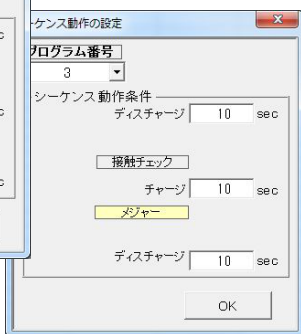 ケンス動作の設定
プログラム番号
3
シーケンス動作条件
ディスチャージ 10 sec
接触チェック
チャージ 10 sec
メジャー
ディスチャージ 10 sec
OK